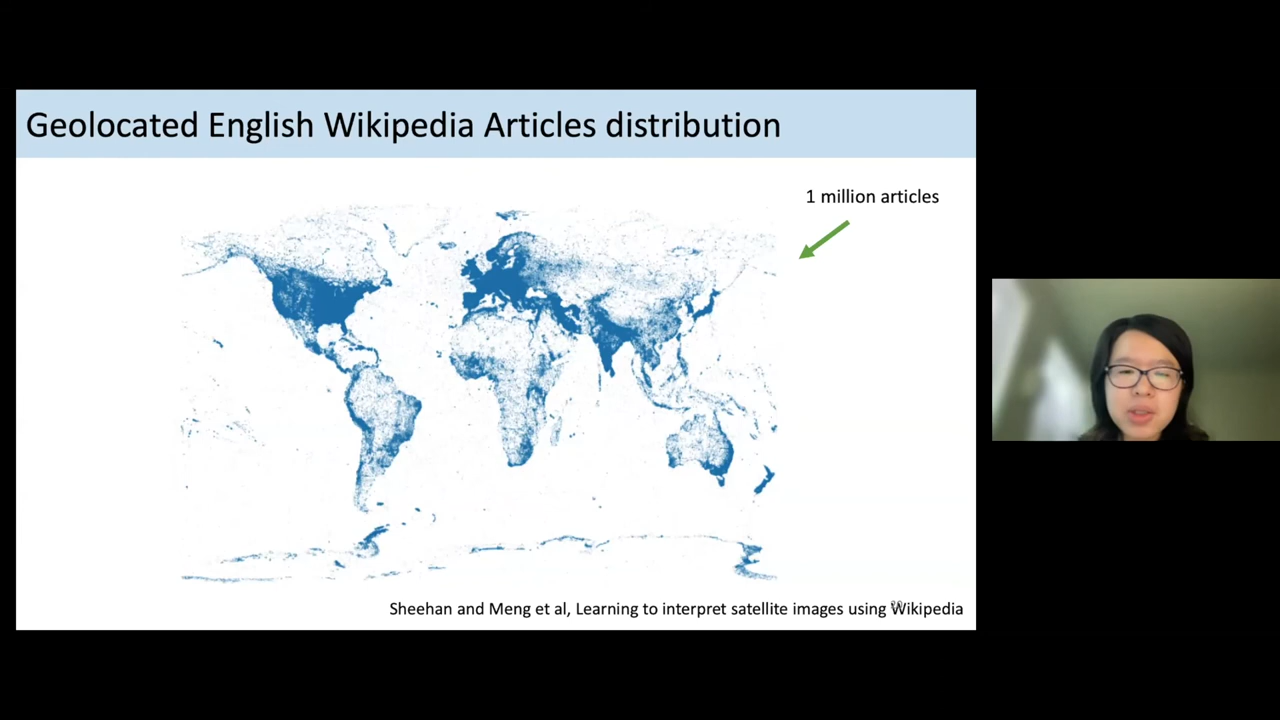 Geolocated English Wikipedia Articles distribution
1 million articles
Sheehan and Meng et al, Learning to interpret satellite images using Wikipedia